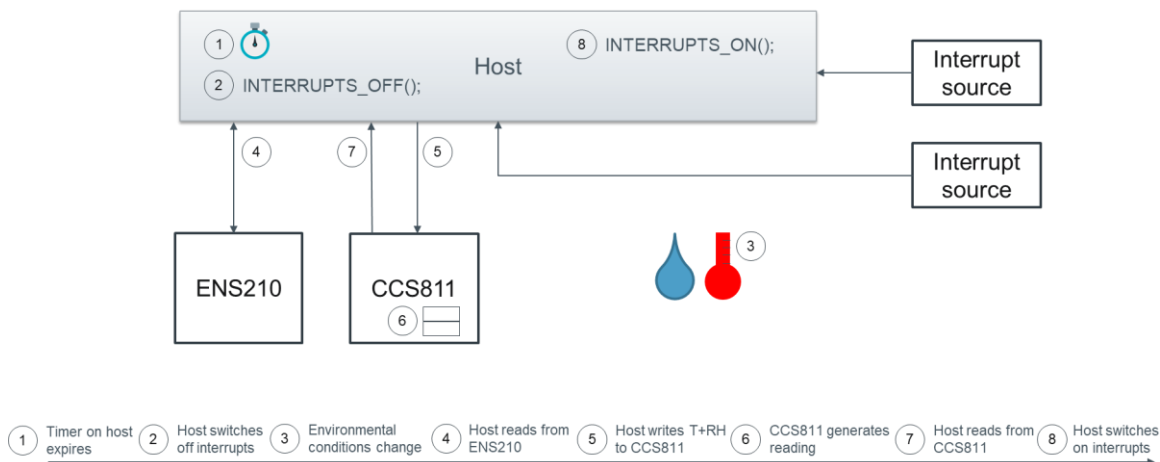 1
8 INTERRUPTS_ON();
Host
2 INTERRUPTS_OFF();
Interrupt
source
4
7
5
Interrupt
source
3
ENS210
CCS811
6
1 Timer on host
expires
2 Host switches
off interrupts
3 Environmental
conditions change
4 Host reads from
ENS210
5 Host writes T+RH
to CCS811
6 CCS811 generates
reading
7 Host reads from
CCS811
8 Host switches
on interrupts